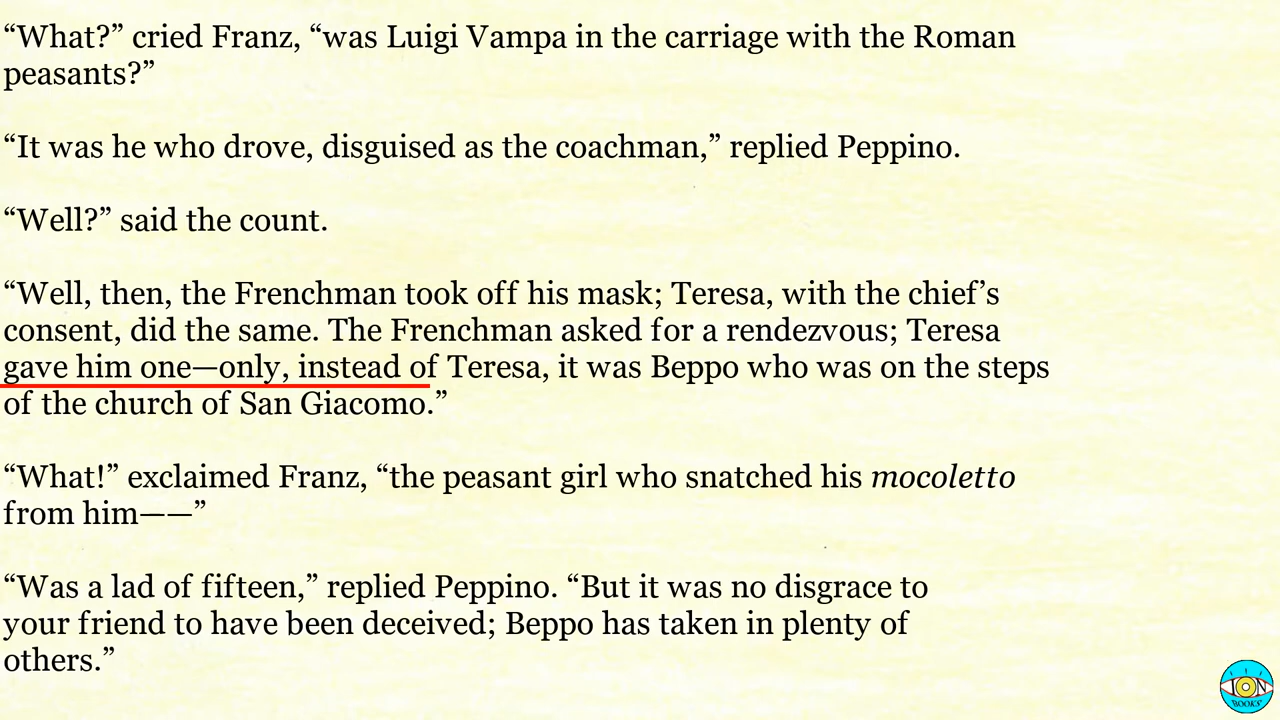 “What?” cried Franz, “was Luigi Vampa in the carriage with the Roman
peasants?”
“It was he who drove, disguised as the coachman,” replied Peppino.
“Well?” said the count.
“Well, then, the Frenchman took off his mask; Teresa, with the chief’s
consent, did the same. The Frenchman asked for a rendezvous; Teresa
gave him one—only, instead of Teresa, it was Beppo who was on the steps
of the church of San Giacomo.”
“What!” exclaimed Franz, “the peasant girl who snatched his mocoletto
from him——”
“Was a lad of fifteen,” replied Peppino. “But it was no disgrace to
your friend to have been deceived; Beppo has taken in plenty of
others.”
ION
BOOKS